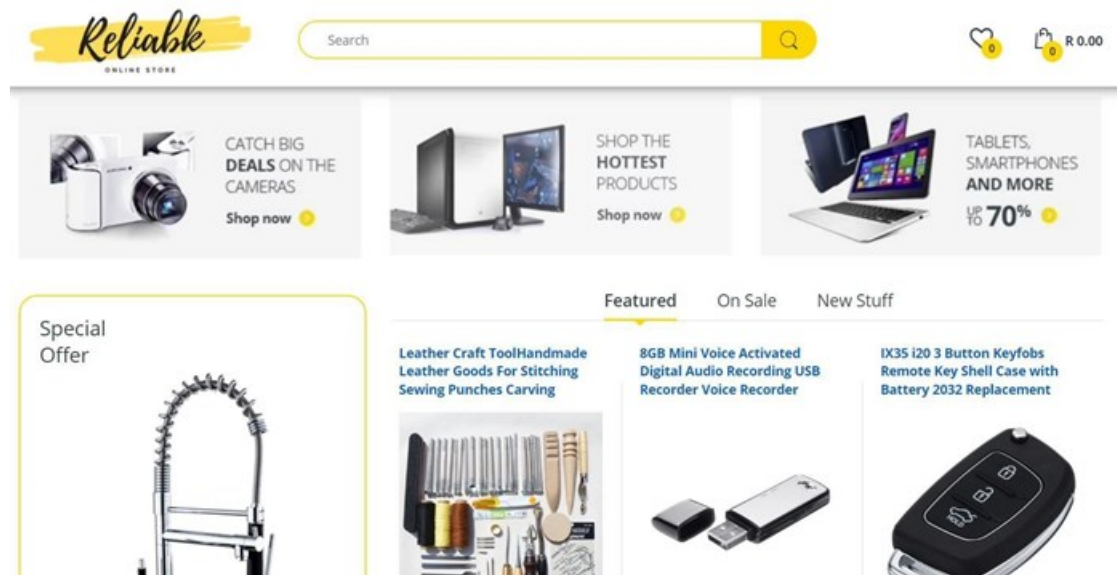 Reliable
ONLINE STORE
Search
0
0
R 0.00
CATCH BIG
DEALS ON THE
CAMERAS
Shop now
SHOP THE
HOTTEST
PRODUCTS
Shop now
TABLETS,
SMARTPHONES
AND MORE
UP TO 70%
Special
Offer
Featured
On Sale
New Stuff
Leather Craft ToolHandmade
Leather Goods For Stitching
Sewing Punches Carving
8GB Mini Voice Activated
Digital Audio Recording USB
Recorder Voice Recorder
IX35 i20 3 Button Keyfobs
Remote Key Shell Case with
Battery 2032 Replacement
HOLD